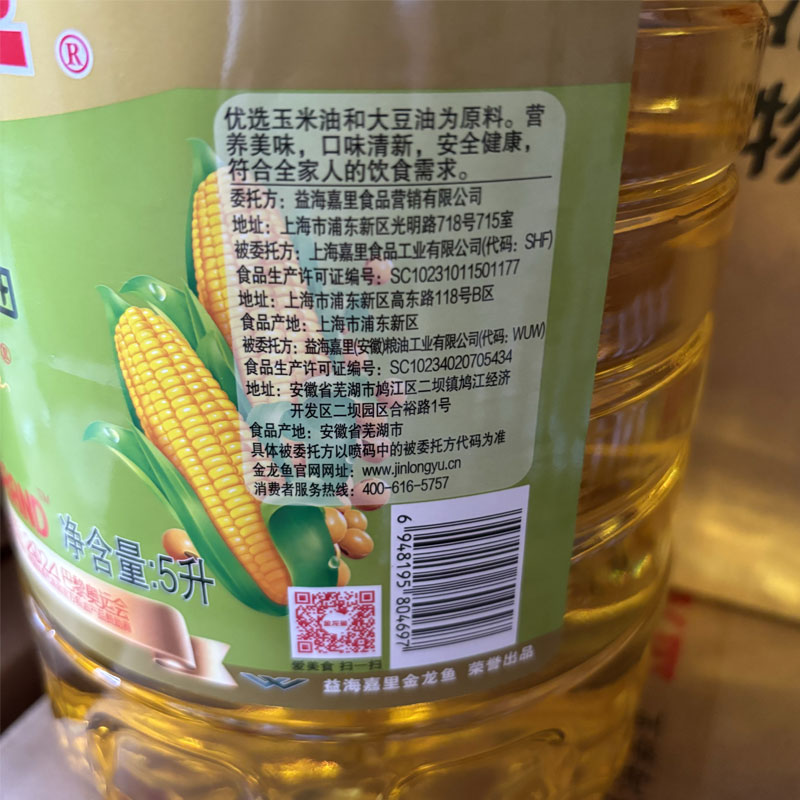 ®
优选玉米油和大豆油为原料。营
养美味，口味清新，安全健康，
符合全家人的饮食需求。
委托方：益海嘉里食品营销有限公司
地址：上海市浦东新区光明路718号715室
被委托方：上海嘉里食品工业有限公司(代码：SHF)
食品生产许可证编号：SC10231011501177
地址：上海市浦东新区高东路118号B区
食品产地：上海市浦东新区
被委托方：益海嘉里(安徽)粮油工业有限公司(代码：WUW)
食品生产许可证编号：SC10234020705434
地址：安徽省芜湖市鸠江区二坝镇鸠江经济
开发区二坝园区合裕路1号
食品产地：安徽省芜湖市
具体被委托方以喷码中的被委托方代码为准
金龙鱼官网网址：www.jinlongyu.cn
消费者服务热线：400-616-5757
®
净含量:5升
2024巴黎奥运会
6 948195 804697
爱美食 扫一扫
益海嘉里金龙鱼 荣誉出品
物